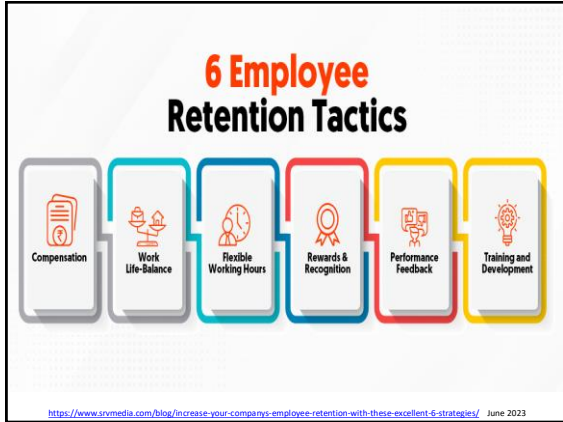 6 Employee
Retention Tactics
₹
Compensation
Work
Life-Balance
Flexible
Working Hours
Rewards &
Recognition
Performance
Feedback
Training and
Development
https://www.srvmedia.com/blog/increase-your-companys-employee-retention-with-these-excellent-6-strategies/ June 2023